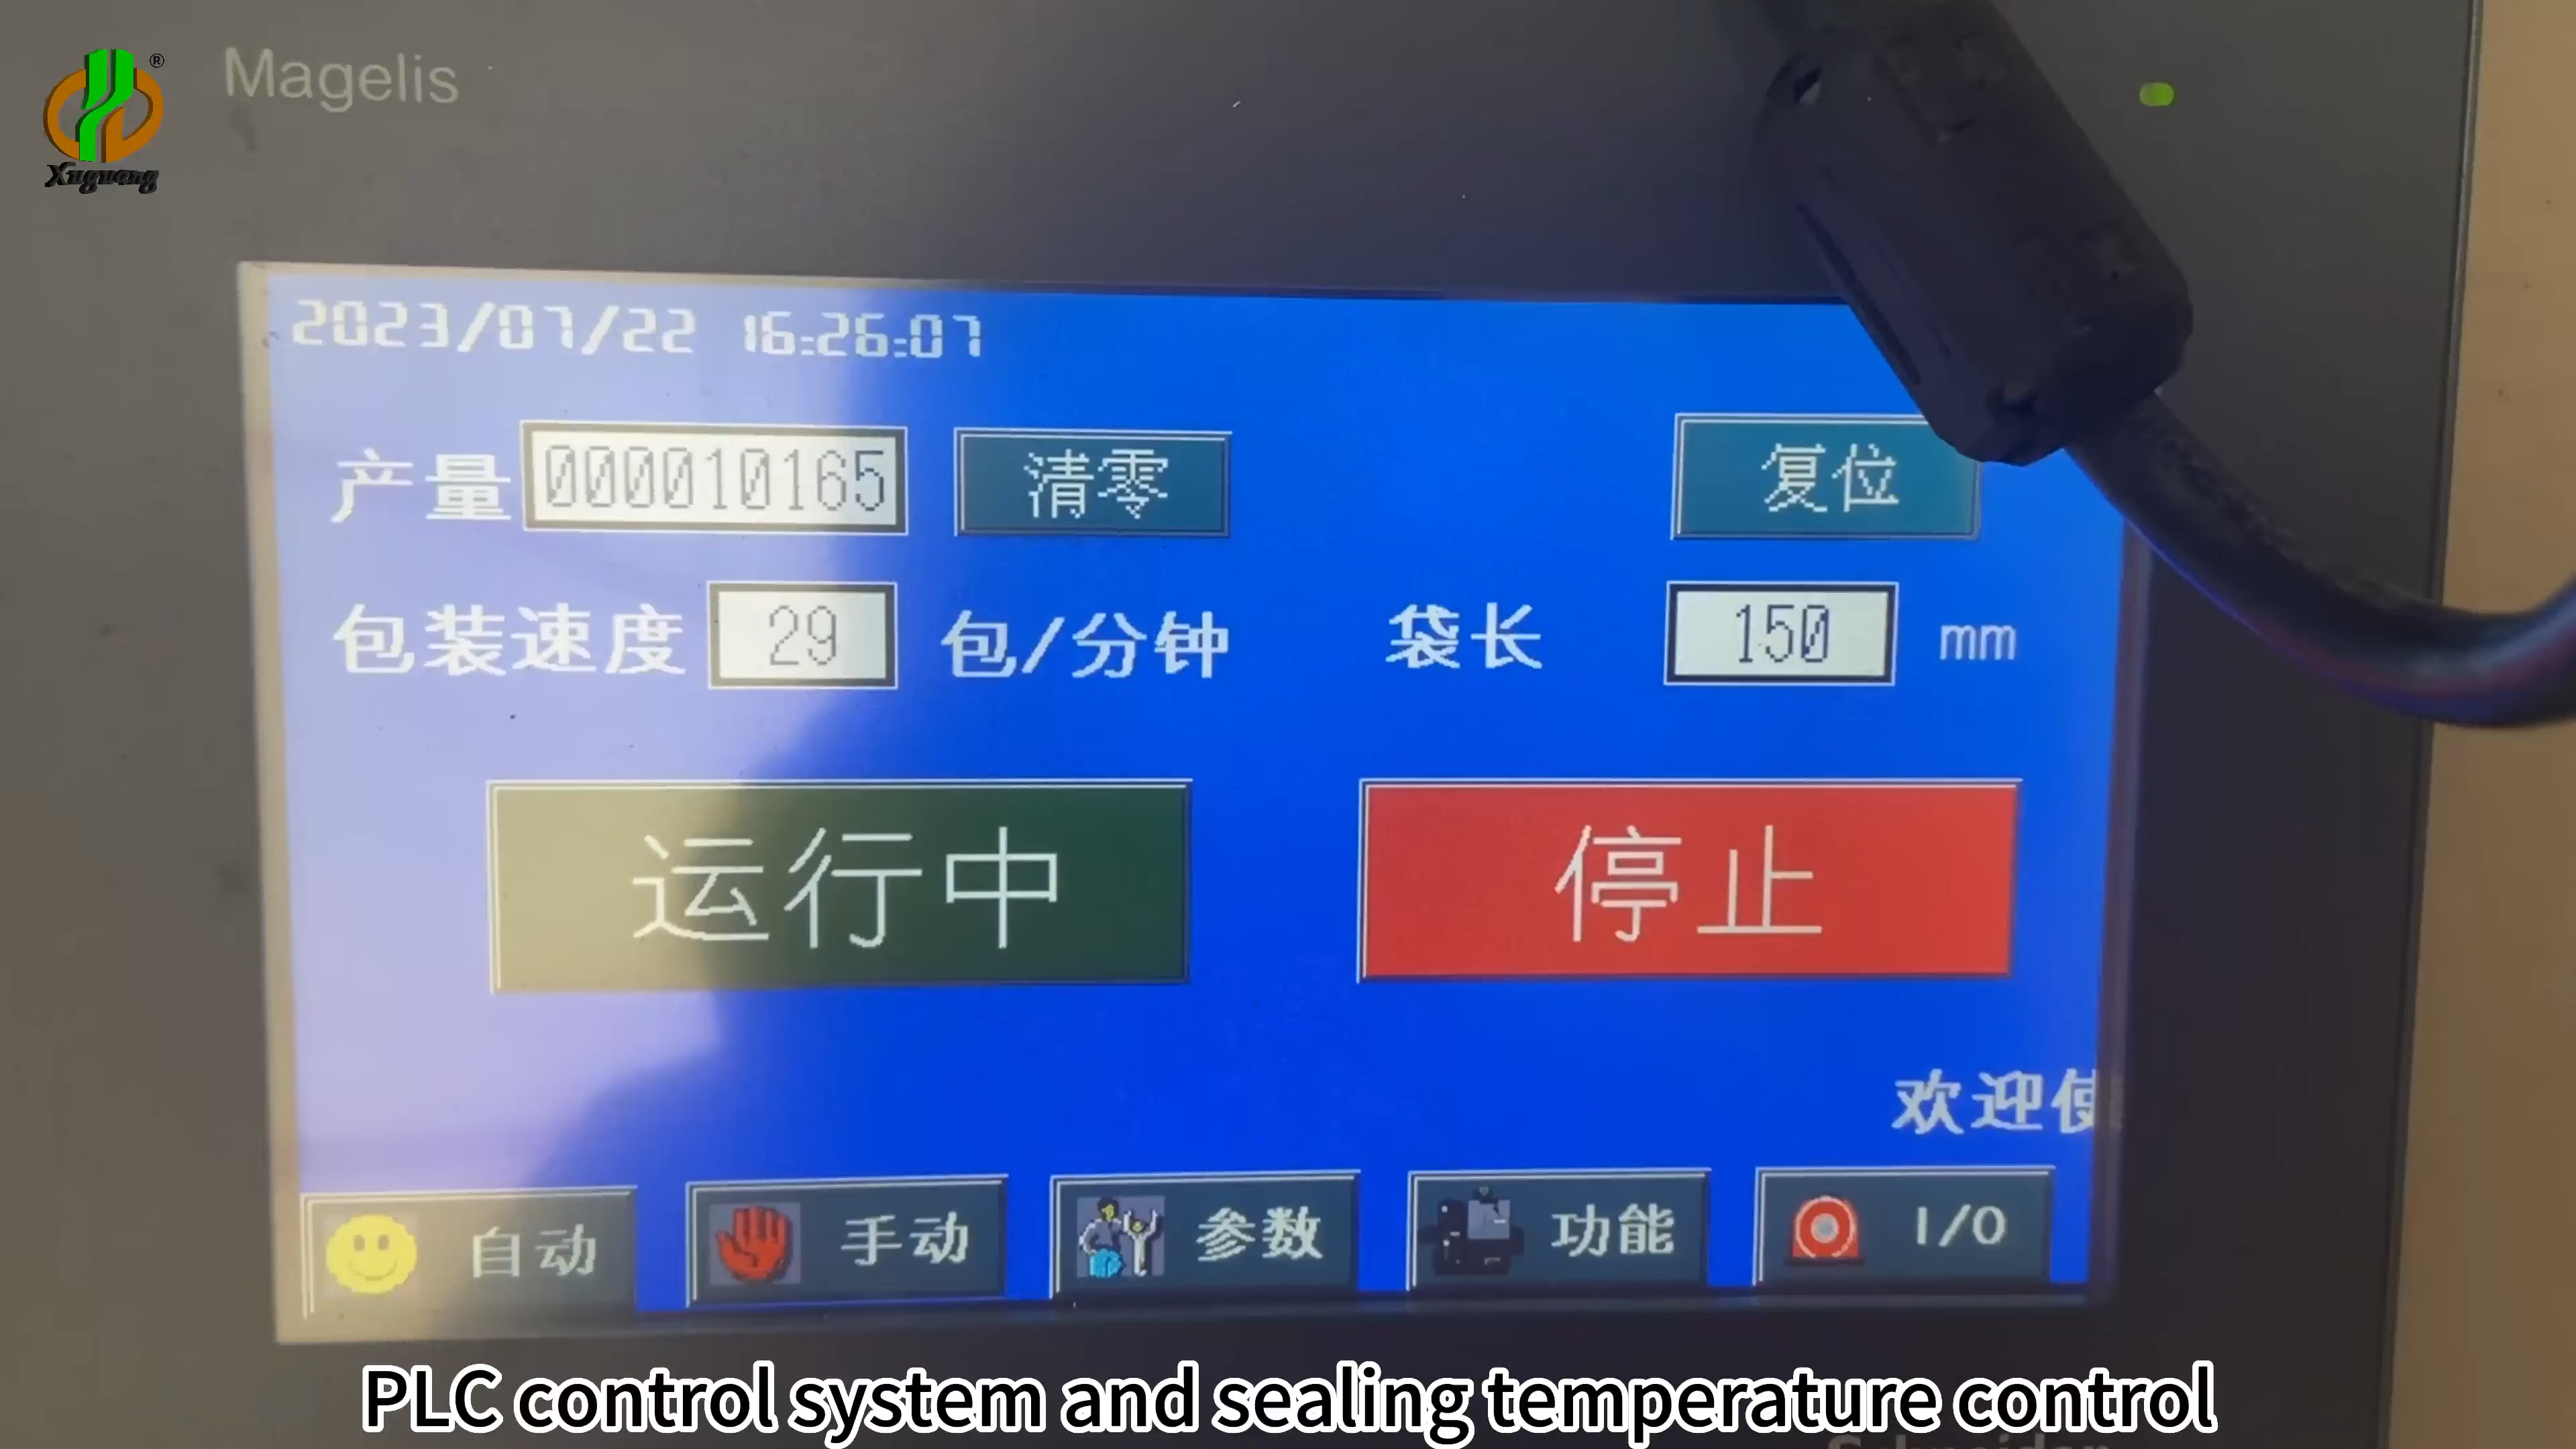 Magelis
Xuguang
2023/07/22 16:26:07
产量 000010165 清零 复位
包装速度 29 包/分钟 袋长 150 mm
运行中 停止
欢迎使
自动 手动 参数 功能 I/O
PLC control system and sealing temperature control